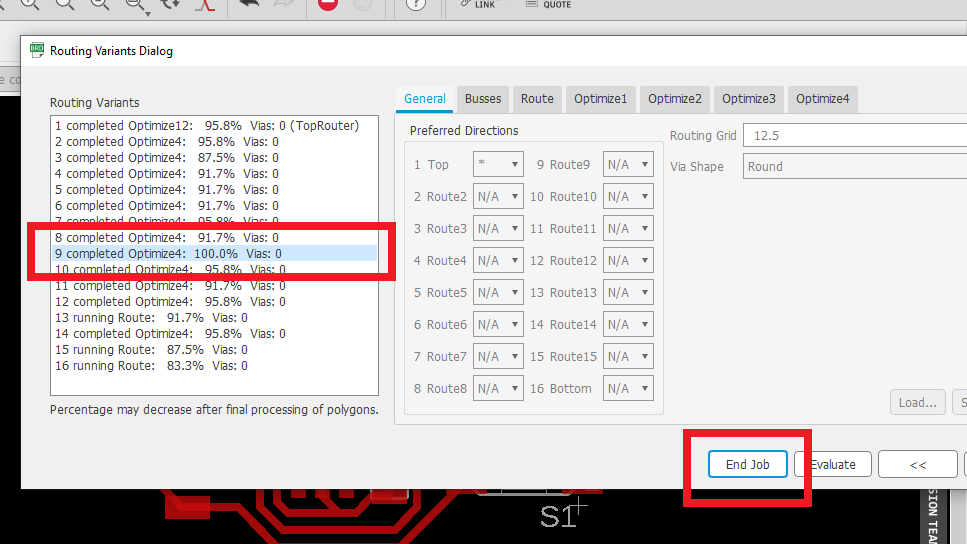 LINK
QUOTE
BRD
Routing Variants Dialog
Routing Variants
1 completed Optimize12: 95.8% Vias: 0 (TopRouter)
2 completed Optimize4: 95.8% Vias: 0
3 completed Optimize4: 87.5% Vias: 0
4 completed Optimize4: 91.7% Vias: 0
5 completed Optimize4: 91.7% Vias: 0
6 completed Optimize4: 91.7% Vias: 0
7 completed Optimize4: 95.8% Vias: 0
8 completed Optimize4: 91.7% Vias: 0
9 completed Optimize4: 100.0% Vias: 0
10 completed Optimize4: 95.8% Vias: 0
11 completed Optimize4: 91.7% Vias: 0
12 completed Optimize4: 95.8% Vias: 0
13 running Route: 91.7% Vias: 0
14 completed Optimize4: 95.8% Vias: 0
15 running Route: 87.5% Vias: 0
16 running Route: 83.3% Vias: 0
Percentage may decrease after final processing of polygons.
General Busses Route Optimize1 Optimize2 Optimize3 Optimize4
Preferred Directions
1 Top * 9 Route9 N/A
2 Route2 N/A 10 Route10 N/A
3 Route3 N/A 11 Route11 N/A
4 Route4 N/A 12 Route12 N/A
5 Route5 N/A 13 Route13 N/A
6 Route6 N/A 14 Route14 N/A
7 Route7 N/A 15 Route15 N/A
8 Route8 N/A 16 Bottom N/A
Routing Grid 12.5
Via Shape Round
Load...
End Job Evaluate <<
S1